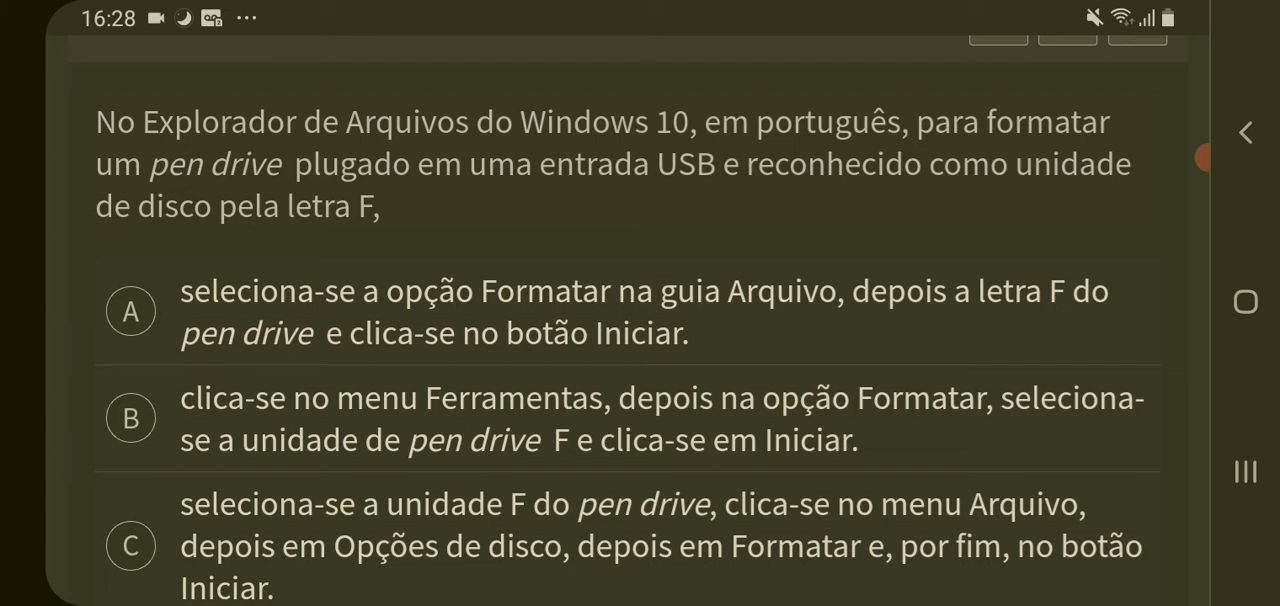 16:28
No Explorador de Arquivos do Windows 10, em português, para formatar
um pen drive plugado em uma entrada USB e reconhecido como unidade
de disco pela letra F,
A
seleciona-se a opção Formatar na guia Arquivo, depois a letra F do
pen drive e clica-se no botão Iniciar.
B
clica-se no menu Ferramentas, depois na opção Formatar, seleciona-
se a unidade de pen drive F e clica-se em Iniciar.
C
seleciona-se a unidade F do pen drive, clica-se no menu Arquivo,
depois em Opções de disco, depois em Formatar e, por fim, no botão
Iniciar.